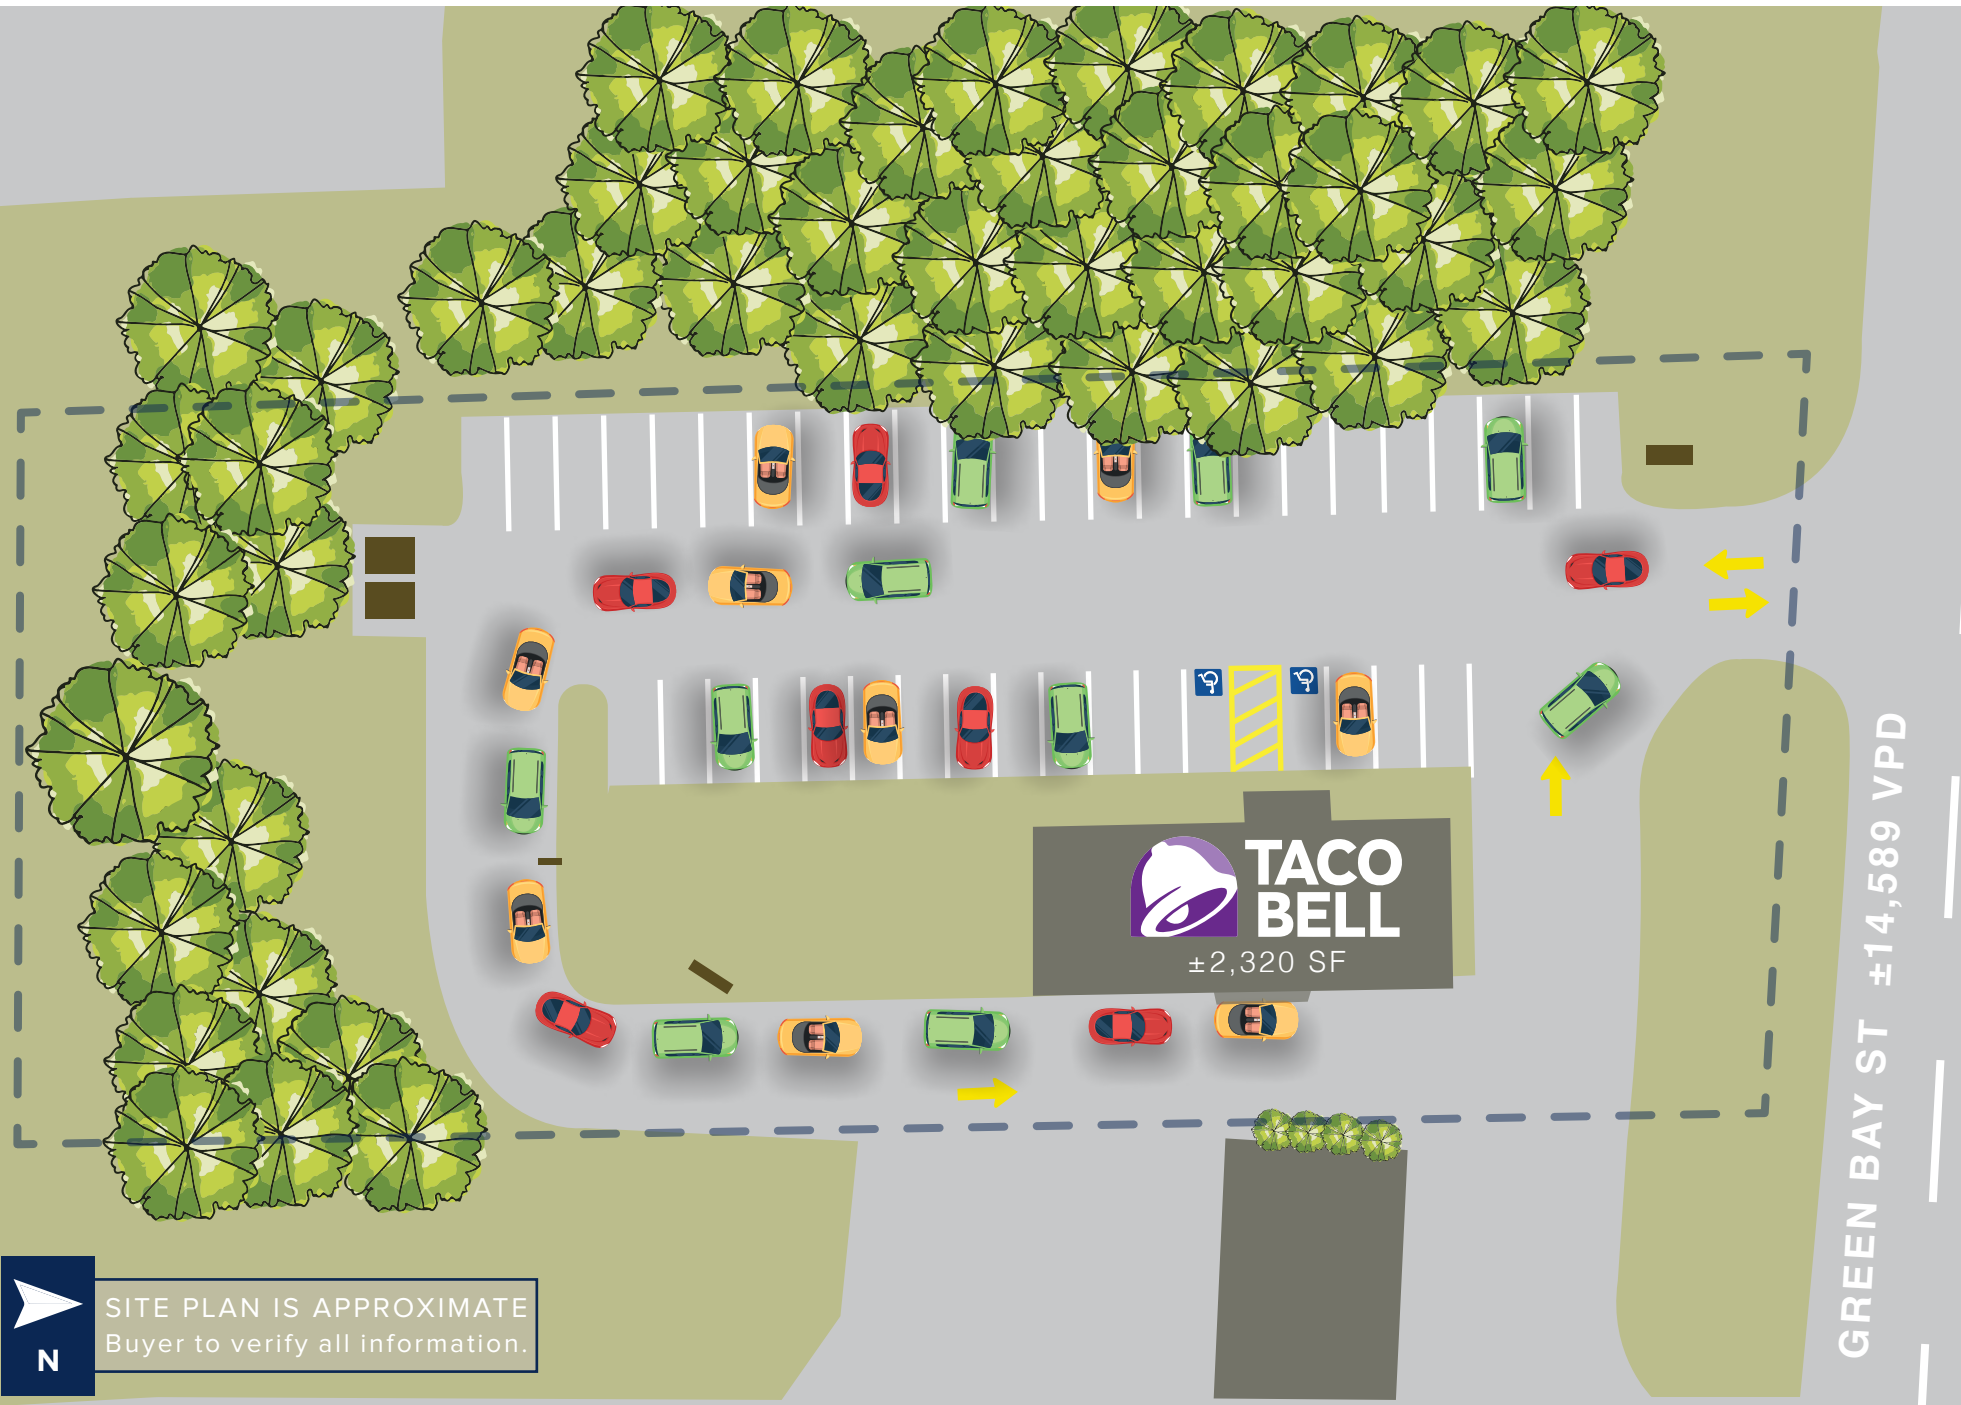 TACO
BELL
±2,320 SF
GREEN BAY ST ±14,589 VPD
SITE PLAN IS APPROXIMATE
Buyer to verify all information.
N